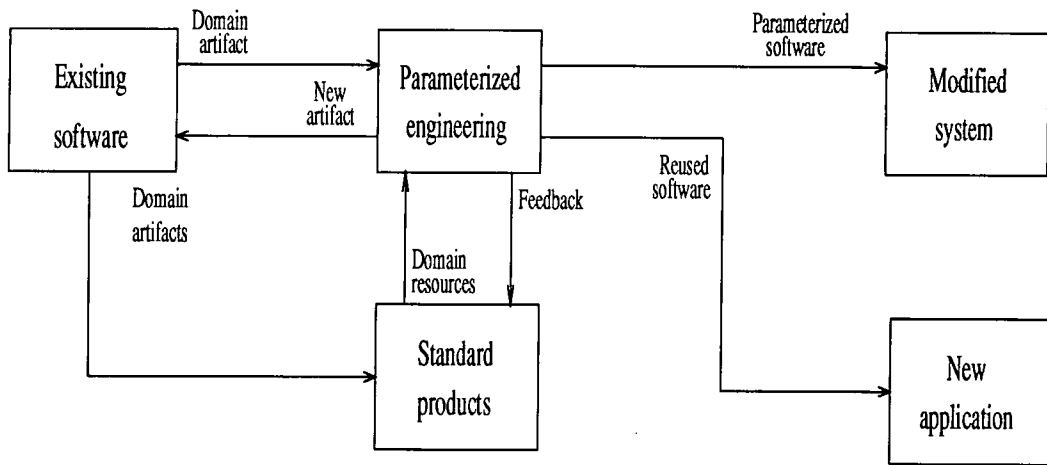 Domain
artifact
Existing
software
New
artifact
Parameterized
engineering
Parameterized
software
Modified
system
Reused
software
Domain
artifacts
Feedback
Domain
resources
Standard
products
New
application